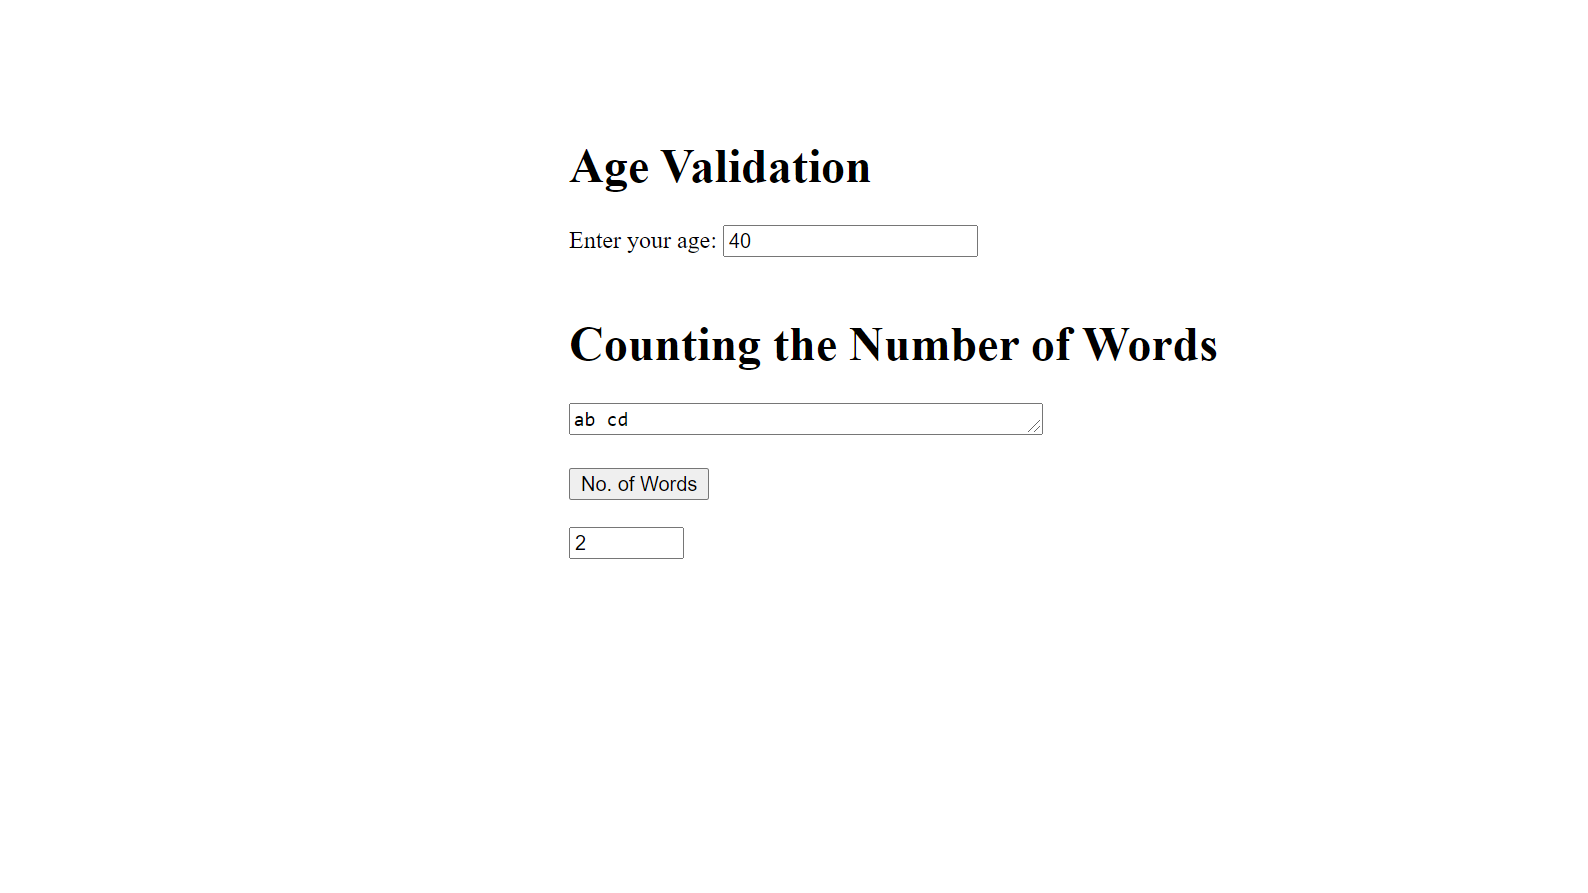 Age Validation
Enter your age: 40
Counting the Number of Words
ab cd
No. of Words
2